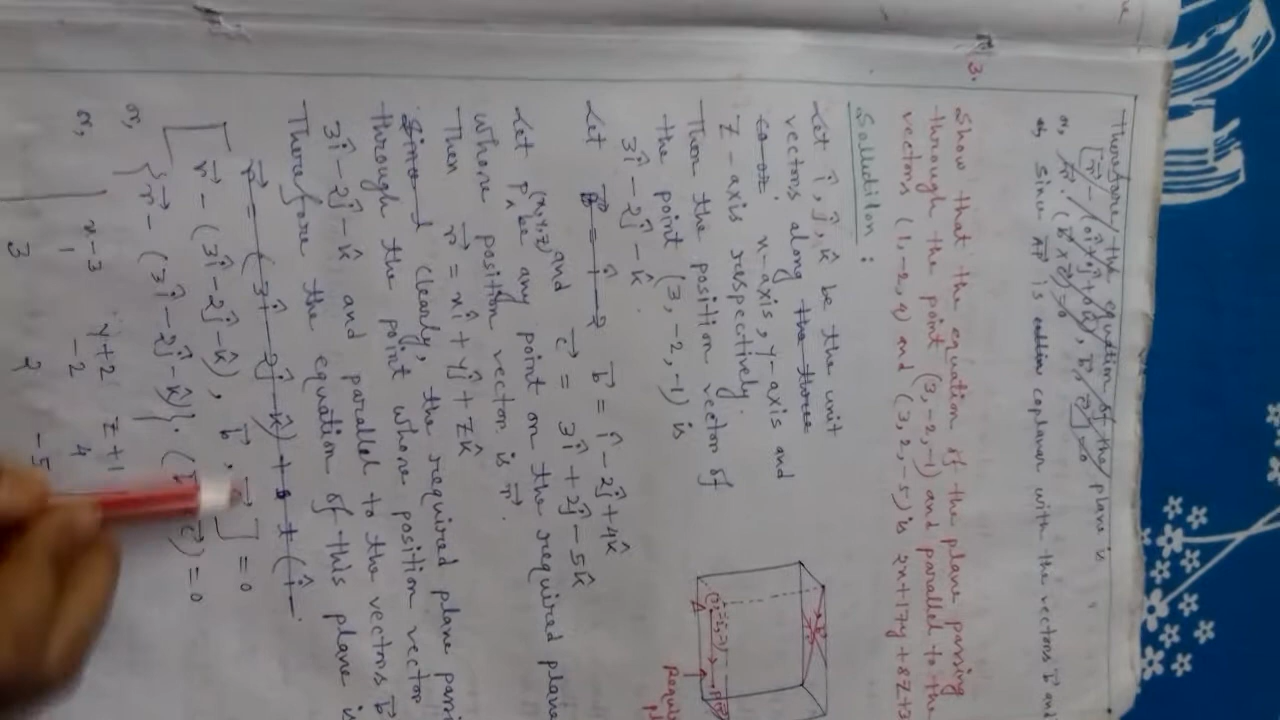 Therefore the equation of the plane is
or, Since AP is coplanar with the vectors b and
3. Show that the equation of the plane passing
through the point (3,-2,-1) and parallel to the
vectors (1,-2,4) and (3,2,-5) is 2x+17y+8z+3
Solution :
Let î, ĵ, k̂ be the unit
vectors along the three
x-axis, y-axis and
z-axis respectively.
Then the position vector of
the point (3,-2,-1) is
3î-2ĵ-k̂.
Let b⃗ = î-2ĵ+4k̂
and c⃗ = 3î+2ĵ-5k̂
Let P(x,y,z) be any point on the required plane
whose position vector is r⃗.
Then r⃗ = xî+yĵ+zk̂
Clearly, the required plane passi
through the point whose position vector
3î-2ĵ-k̂ and parallel to the vectors b⃗
Therefore the equation of this plane is
r⃗ = (3î-2ĵ-k̂)+s t(î-
[r⃗-(3î-2ĵ-k̂), b⃗, ]=0
or, {r⃗-(3î-2ĵ-k̂)}.(b c⃗)=0
or, | x-3 y+2 z+1
1 -2 4
3 2 -5